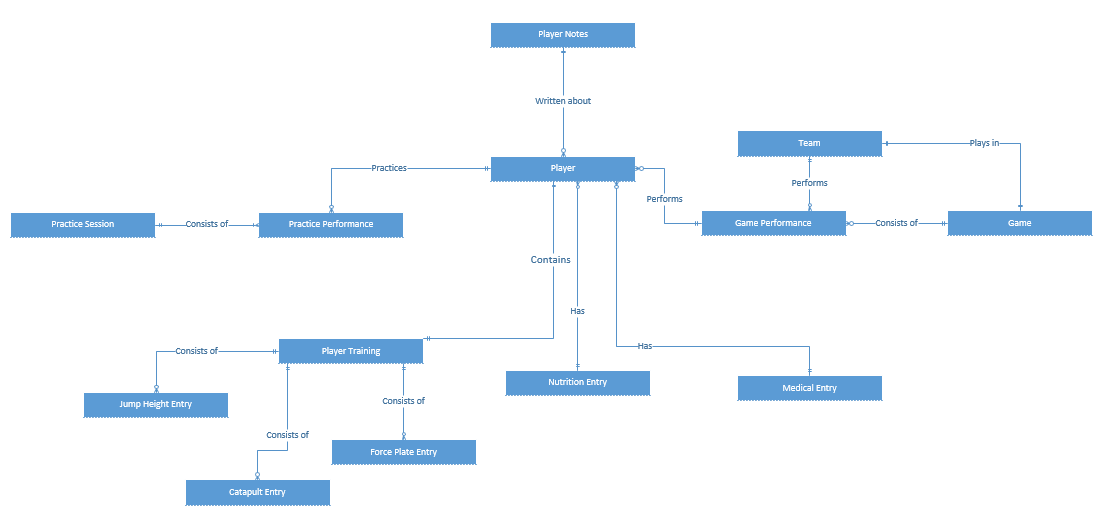 Player Notes
Written about
Team
Plays in
Player
Practices
Performs
Performs
Practice Session
Consists of
Practice Performance
Game Performance
Consists of
Game
Contains
Has
Has
Player Training
Consists of
Nutrition Entry
Medical Entry
Jump Height Entry
Consists of
Consists of
Force Plate Entry
Catapult Entry